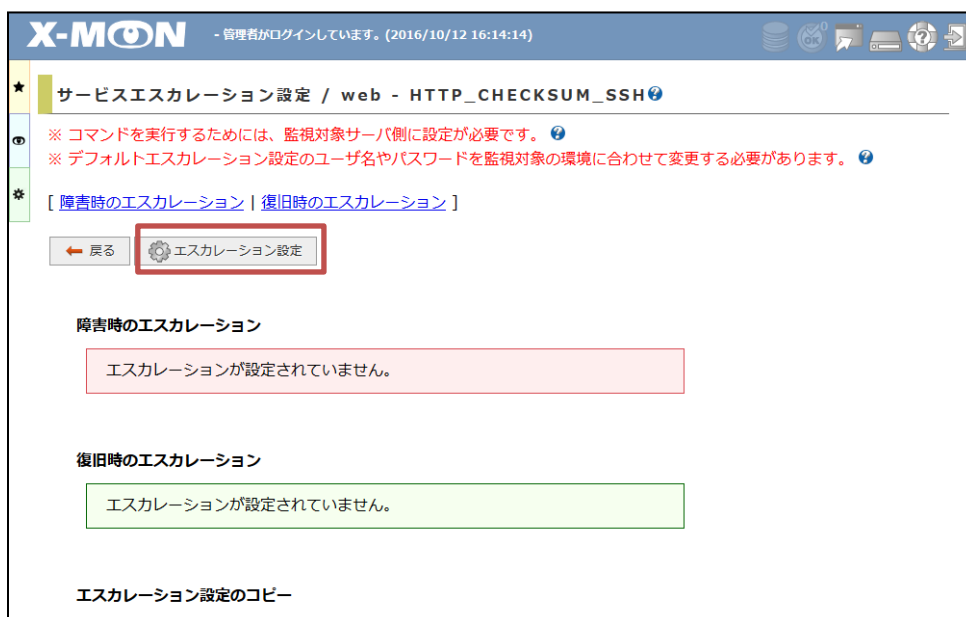 X-MON - 管理者がログインしています。(2016/10/12 16:14:14)
サービスエスカレーション設定 / web - HTTP_CHECKSUM_SSH
※ コマンドを実行するためには、監視対象サーバ側に設定が必要です。
※ デフォルトエスカレーション設定のユーザ名やパスワードを監視対象の環境に合わせて変更する必要があります。
[ 障害時のエスカレーション | 復旧時のエスカレーション ]
戻る エスカレーション設定
障害時のエスカレーション
エスカレーションが設定されていません。
復旧時のエスカレーション
エスカレーションが設定されていません。
エスカレーション設定のコピー